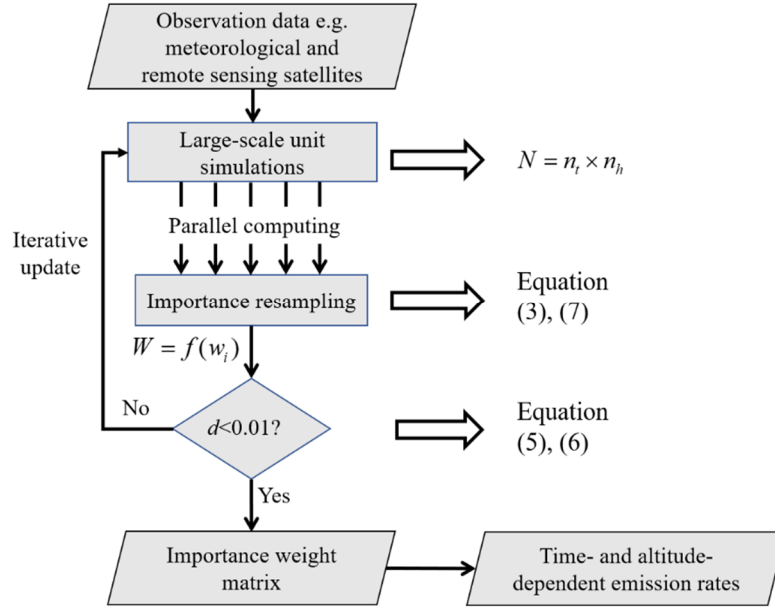 Observation data e.g.
meteorological and
remote sensing satellites
Large-scale unit
simulations
N = n_t × n_h
Parallel computing
Iterative
update
Importance resampling
Equation
(3), (7)
W = f(w_i)
No
d<0.01?
Equation
(5), (6)
Yes
Importance weight
matrix
Time- and altitude-
dependent emission rates